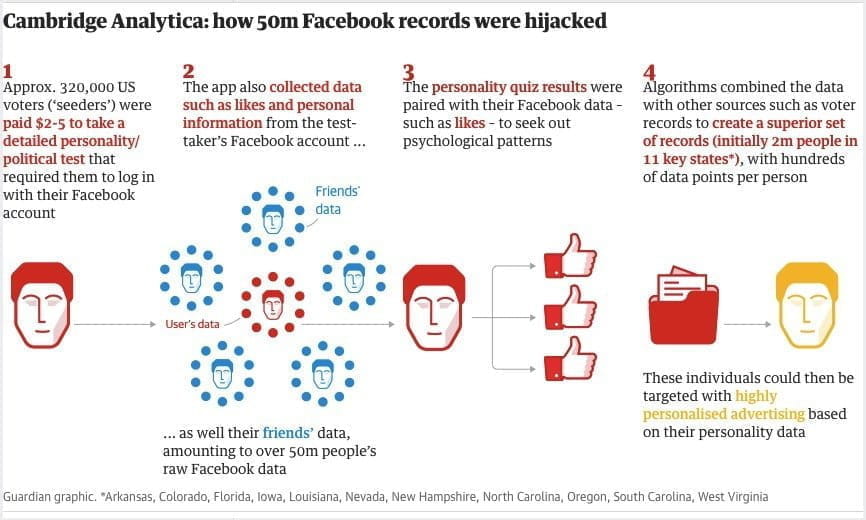 Cambridge Analytica: how 50m Facebook records were hijacked
1
Approx. 320,000 US
voters (‘seeders’) were
paid $2-5 to take a
detailed personality/
political test that
required them to log in
with their Facebook
account
2
The app also collected data
such as likes and personal
information from the test-
taker’s Facebook account ...
Friends’
data
User’s data
... as well their friends’ data,
amounting to over 50m people’s
raw Facebook data
3
The personality quiz results were
paired with their Facebook data -
such as likes - to seek out
psychological patterns
4
Algorithms combined the data
with other sources such as voter
records to create a superior set
of records (initially 2m people in
11 key states*), with hundreds
of data points per person
These individuals could then be
targeted with highly
personalised advertising based
on their personality data
Guardian graphic. *Arkansas, Colorado, Florida, Iowa, Louisiana, Nevada, New Hampshire, North Carolina, Oregon, South Carolina, West Virginia